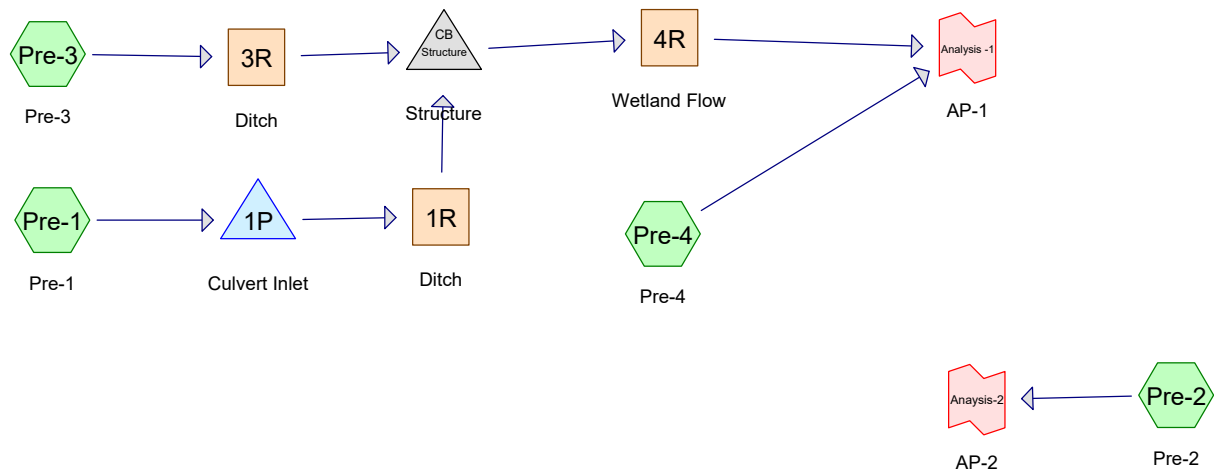 Pre-3
Pre-3
3R
Ditch
CB
Structure
Structure
4R
Wetland Flow
Analysis -1
AP-1
Pre-1
Pre-1
1P
Culvert Inlet
1R
Ditch
Pre-4
Pre-4
Anaysis-2
AP-2
Pre-2
Pre-2